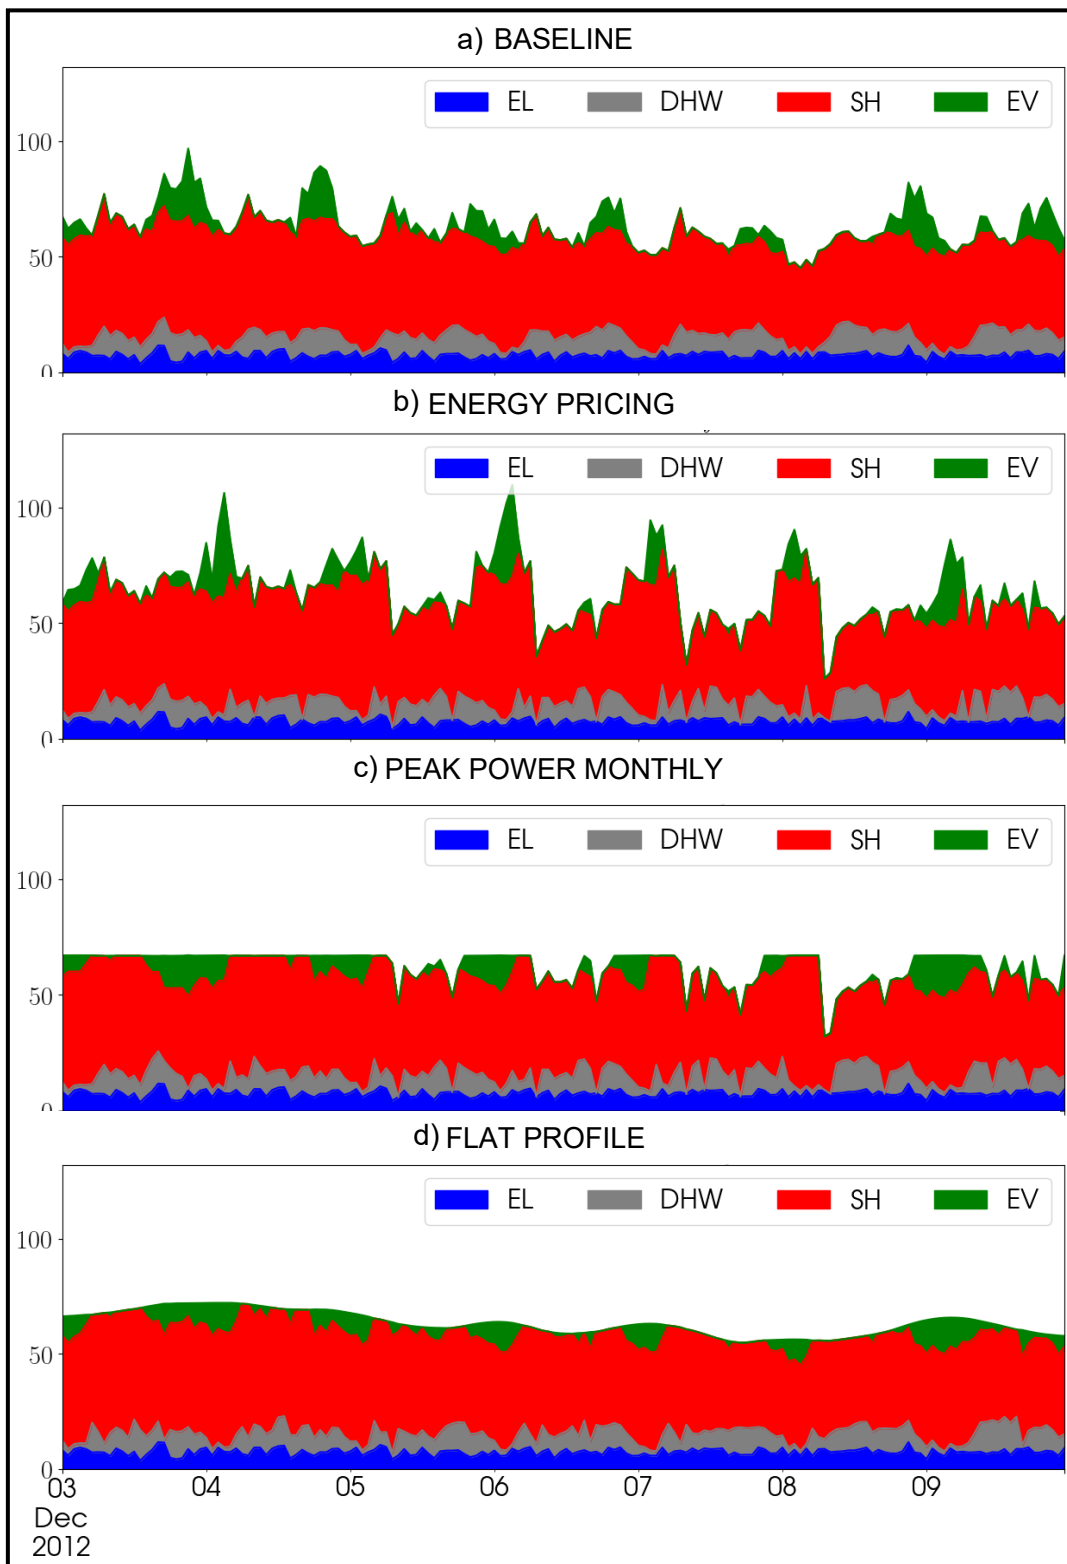 a) BASELINE
EL DHW SH EV
100
50
0
b) ENERGY PRICING
EL DHW SH EV
100
50
0
c) PEAK POWER MONTHLY
EL DHW SH EV
100
50
0
d) FLAT PROFILE
EL DHW SH EV
100
50
0
03 04 05 06 07 08 09
Dec
2012